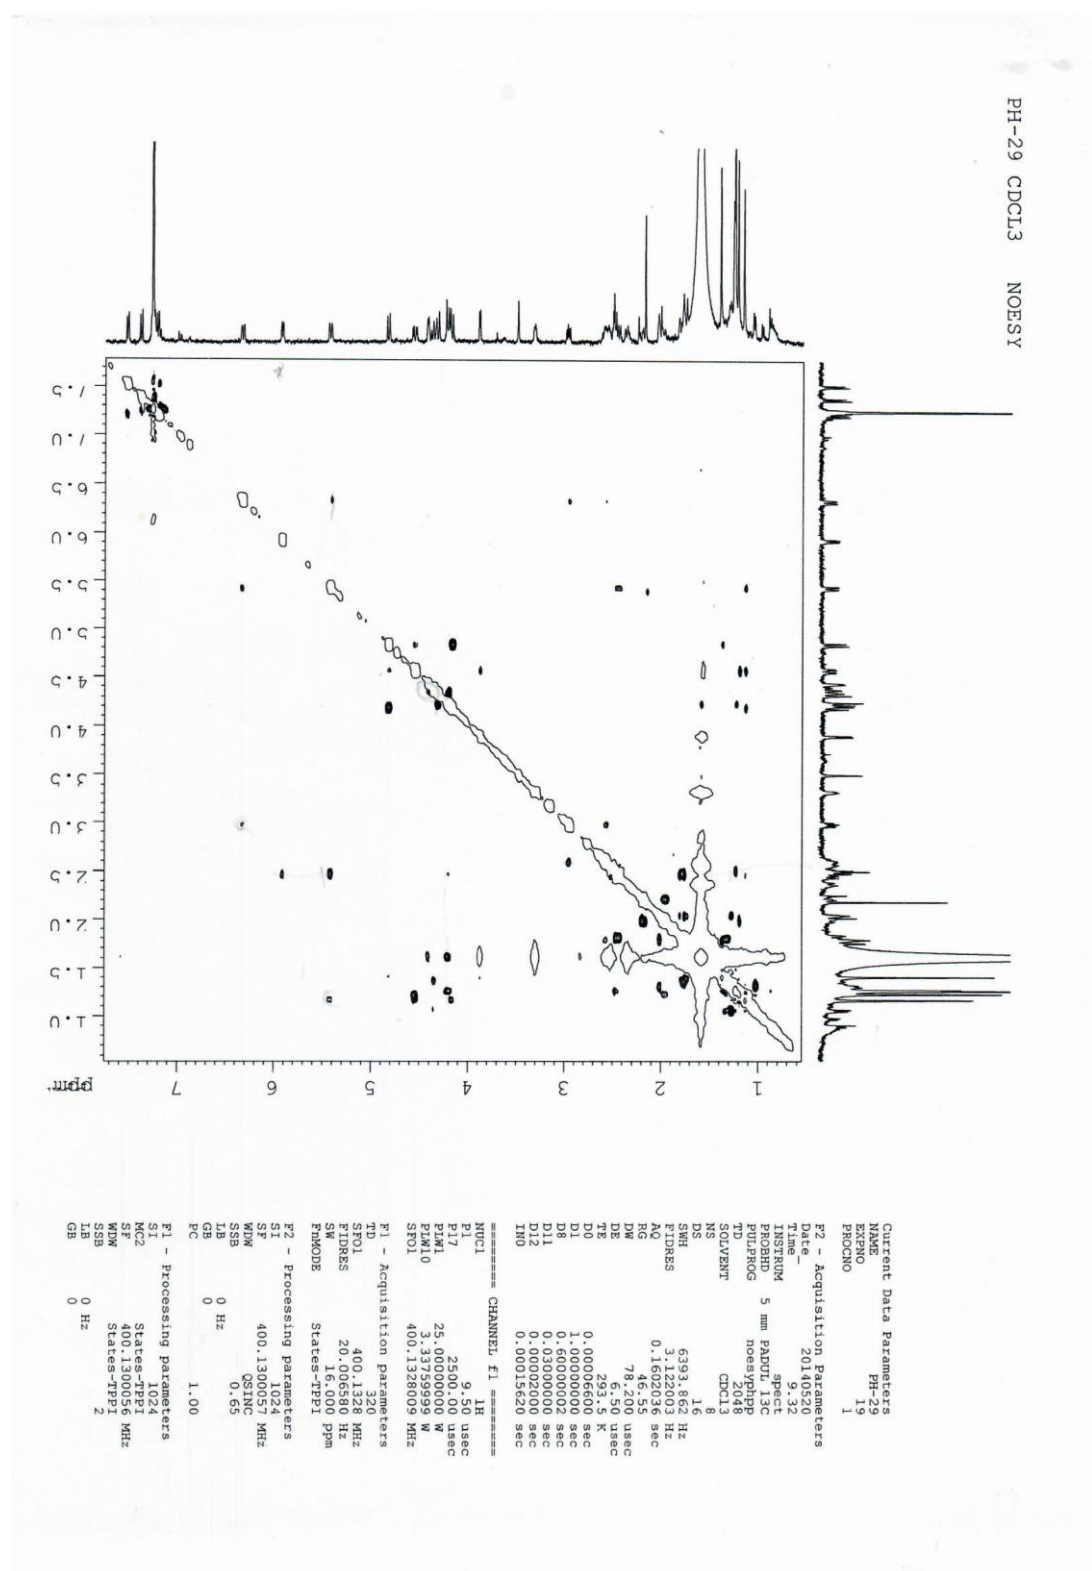 PH-29 CDCL3 NOESY
7.5
7.0
6.5
6.0
5.5
5.0
4.5
4.0
3.5
3.0
2.5
2.0
1.5
1.0
ppm
7 6 5 4 3 2 1
Current Data Parameters
NAME PH-29
EXPNO 19
PROCNO 1
F2 - Acquisition Parameters
Date_ 20140520
Time 9.32
INSTRUM spect
PROBHD 5 mm PADUL 13C
PULPROG noesyphpp
TD 2048
SOLVENT CDCl3
NS 8
DS 16
SWH 6393.862 Hz
FIDRES 3.122003 Hz
AQ 0.1602036 sec
RG 46.55
DW 78.200 usec
DE 6.50 usec
TE 293.5 K
D0 0.00006600 sec
D1 1.00000000 sec
D8 0.60000002 sec
D11 0.03000000 sec
D12 0.00002000 sec
IN0 0.00015620 sec
======== CHANNEL f1 ========
NUC1 1H
P1 9.50 usec
P17 2500.00 usec
PLW1 25.00000000 W
PLW10 3.33759999 W
SFO1 400.1328009 MHz
F1 - Acquisition parameters
TD 320
SFO1 400.1328 MHz
FIDRES 20.006580 Hz
SW 16.000 ppm
FnMODE States-TPPI
F2 - Processing parameters
SI 1024
SF 400.1300057 MHz
WDW QSINC
SSB 0.65
LB 0 Hz
GB 0
PC 1.00
F1 - Processing parameters
SI 1024
MC2 States-TPPI
SF 400.1300056 MHz
WDW States-TPPI
SSB 2
LB 0 Hz
GB 0